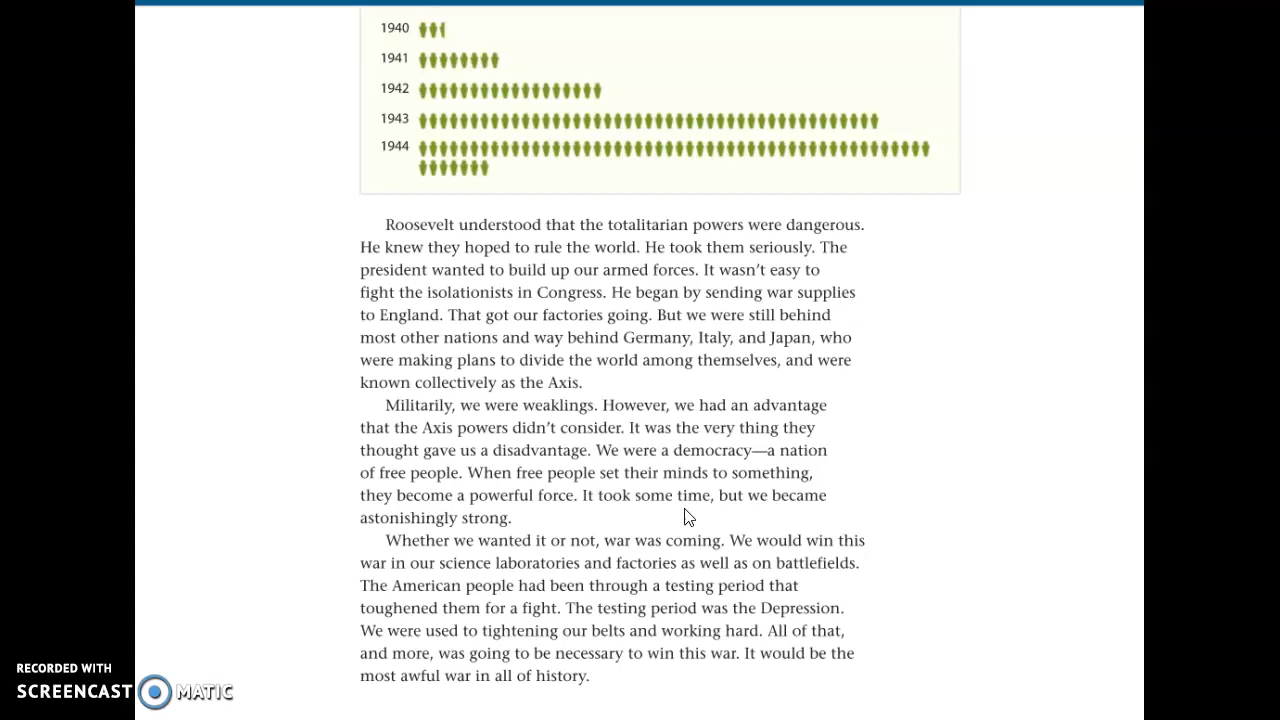 1940
1941
1942
1943
1944
Roosevelt understood that the totalitarian powers were dangerous.
He knew they hoped to rule the world. He took them seriously. The
president wanted to build up our armed forces. It wasn’t easy to
fight the isolationists in Congress. He began by sending war supplies
to England. That got our factories going. But we were still behind
most other nations and way behind Germany, Italy, and Japan, who
were making plans to divide the world among themselves, and were
known collectively as the Axis.
Militarily, we were weaklings. However, we had an advantage
that the Axis powers didn’t consider. It was the very thing they
thought gave us a disadvantage. We were a democracy—a nation
of free people. When free people set their minds to something,
they become a powerful force. It took some time, but we became
astonishingly strong.
Whether we wanted it or not, war was coming. We would win this
war in our science laboratories and factories as well as on battlefields.
The American people had been through a testing period that
toughened them for a fight. The testing period was the Depression.
We were used to tightening our belts and working hard. All of that,
and more, was going to be necessary to win this war. It would be the
most awful war in all of history.
RECORDED WITH
SCREENCAST MATIC